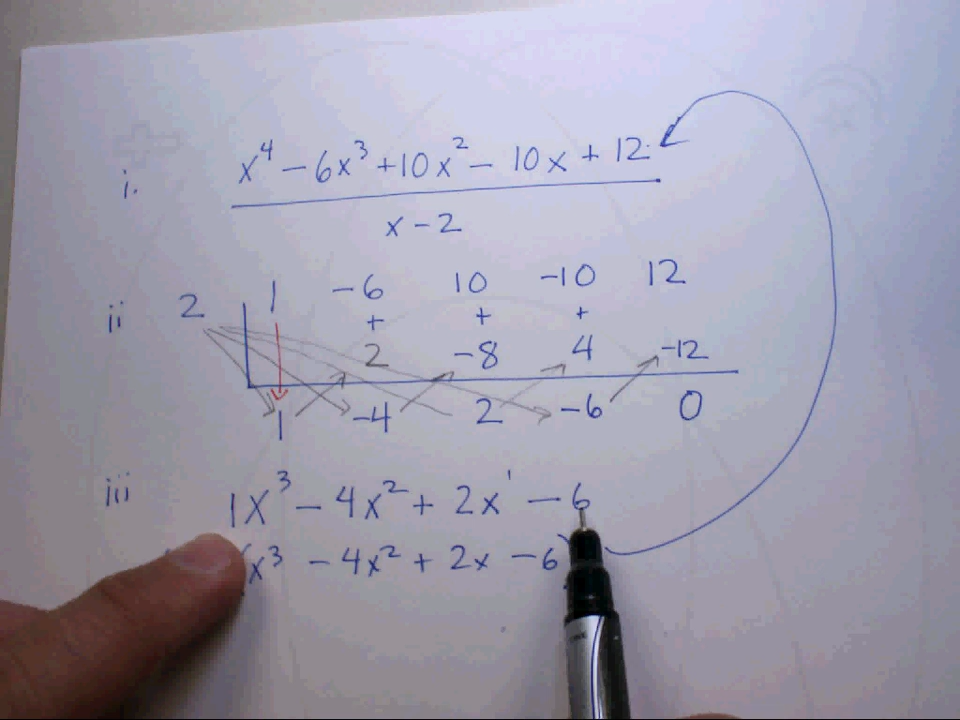 i. x⁴ − 6x³ + 10x² − 10x + 12
x − 2
ii 2 1 −6 10 −10 12
+ + +
2 −8 4 −12
1 −4 2 −6 0
iii 1x³ − 4x² + 2x¹ − 6
(x³ − 4x² + 2x − 6